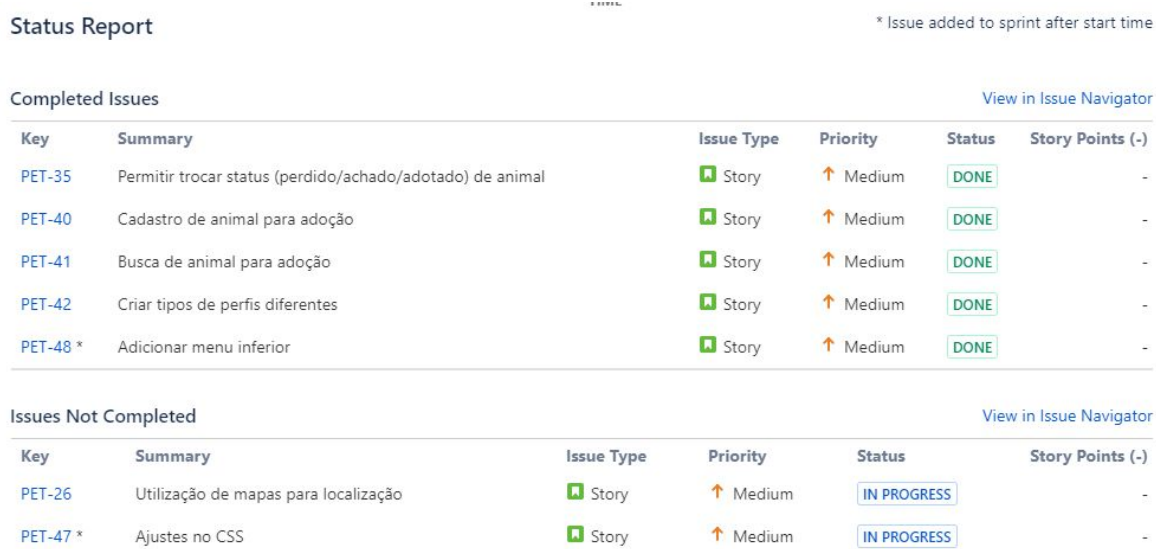 Status Report
* Issue added to sprint after start time
Completed Issues
View in Issue Navigator
Key Summary Issue Type Priority Status Story Points (-)
PET-35 Permitir trocar status (perdido/achado/adotado) de animal Story Medium DONE -
PET-40 Cadastro de animal para adoção Story Medium DONE -
PET-41 Busca de animal para adoção Story Medium DONE -
PET-42 Criar tipos de perfis diferentes Story Medium DONE -
PET-48 * Adicionar menu inferior Story Medium DONE -
Issues Not Completed
View in Issue Navigator
Key Summary Issue Type Priority Status Story Points (-)
PET-26 Utilização de mapas para localização Story Medium IN PROGRESS -
PET-47 * Ajustes no CSS Story Medium IN PROGRESS -